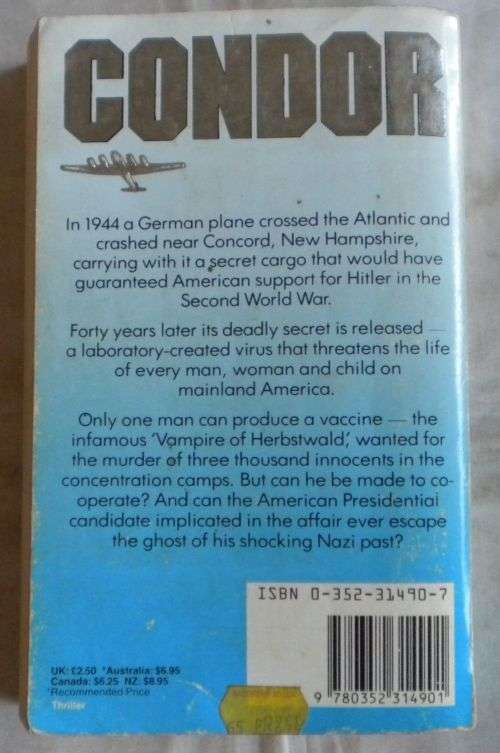 CONDOR
In 1944 a German plane crossed the Atlantic and
crashed near Concord, New Hampshire,
carrying with it a secret cargo that would have
guaranteed American support for Hitler in the
Second World War.
Forty years later its deadly secret is released —
a laboratory-created virus that threatens the life
of every man, woman and child on
mainland America.
Only one man can produce a vaccine — the
infamous 'Vampire of Herbstwald,' wanted for
the murder of three thousand innocents in the
concentration camps. But can he be made to co-
operate? And can the American Presidential
candidate implicated in the affair ever escape
the ghost of his shocking Nazi past?
ISBN 0-352-31490-7
9 780352 314901
UK: £2.50 *Australia: $6.95
Canada: $6.25 NZ: $8.95
*Recommended Price
Thriller